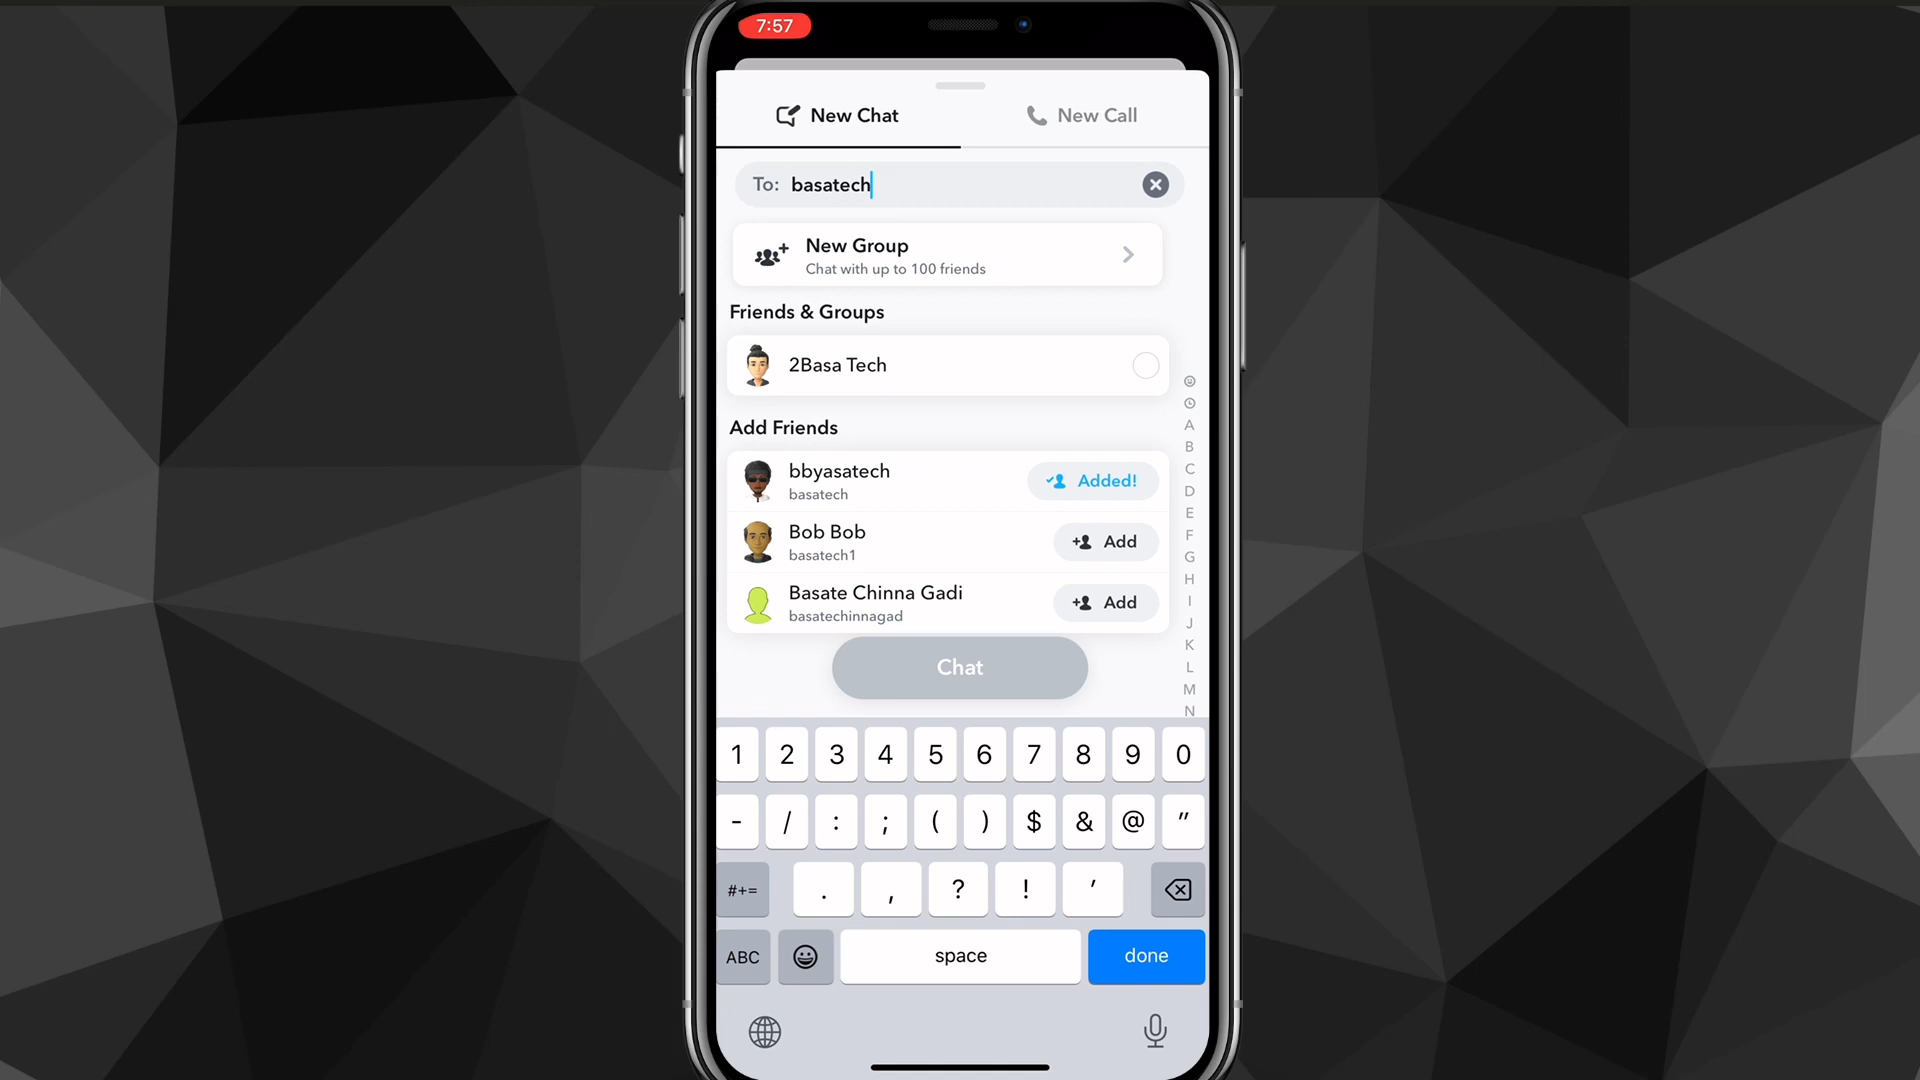 7:57
New Chat
New Call
To: basatech
New Group
Chat with up to 100 friends
Friends & Groups
2Basa Tech
Add Friends
bbyasatech
basatech
Added!
Bob Bob
basatech1
Add
Basate Chinna Gadi
basatechinnagad
Add
Chat
A
B
C
D
E
F
G
H
I
J
K
L
M
N
1 2 3 4 5 6 7 8 9 0
- / : ; ( ) $ & @ "
#+= . , ? ! '
ABC space done